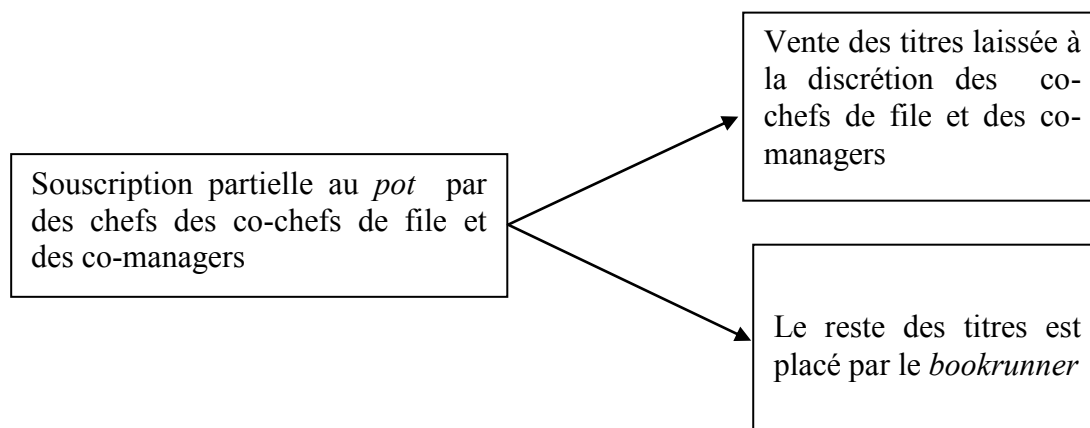 Vente des titres laissée à
la discrétion des co-
chefs de file et des co-
managers
Souscription partielle au pot par
des chefs des co-chefs de file et
des co-managers
Le reste des titres est
placé par le bookrunner